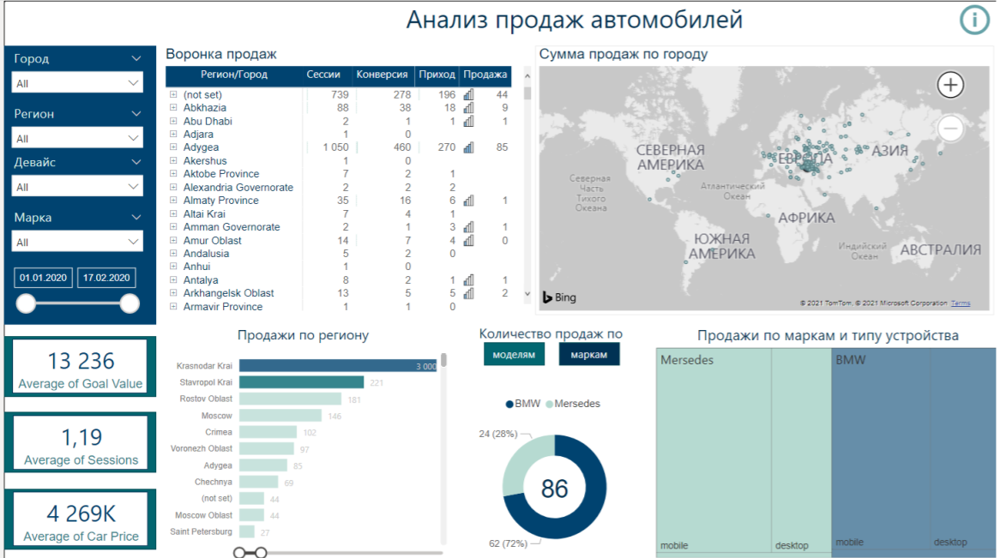 Анализ продаж автомобилей
Город
All
Регион
All
Девайс
All
Марка
All
01.01.2020 17.02.2020
Воронка продаж
Регион/Город Сессии Конверсия Приход Продажа
(not set) 739 278 196 44
Abkhazia 88 38 18 9
Abu Dhabi 2 1 1 1
Adjara 1 0
Adygea 1 050 460 270 85
Akershus 1 0
Aktobe Province 7 2 1
Alexandria Governorate 2 2 2
Almaty Province 35 16 6 1
Altai Krai 7 4 1
Amman Governorate 2 1 3 1
Amur Oblast 14 7 4 0
Andalusia 5 2 0
Anhui 1 0
Antalya 8 2 1 1
Arkhangelsk Oblast 13 5 5 2
Armavir Province 1 1 0
Сумма продаж по городу
СЕВЕРНАЯ
АМЕРИКА
ЕВРОПА
АЗИЯ
Северная
Часть
Тихого
Океана
Атлантический
Океан
АФРИКА
ЮЖНАЯ
АМЕРИКА
Индийский
Океан
АВСТРАЛИЯ
Bing
© 2021 TomTom, © 2021 Microsoft Corporation Terms
13 236
Average of Goal Value
1,19
Average of Sessions
4 269K
Average of Car Price
Продажи по региону
Krasnodar Krai 3 000
Stavropol Krai 221
Rostov Oblast 181
Moscow 146
Crimea 102
Voronezh Oblast 97
Adygea 85
Chechnya 69
(not set) 44
Moscow Oblast 44
Saint Petersburg 27
Количество продаж по
моделям маркам
BMW Mersedes
24 (28%)
86
62 (72%)
Продажи по маркам и типу устройства
Mersedes BMW
mobile desktop mobile desktop